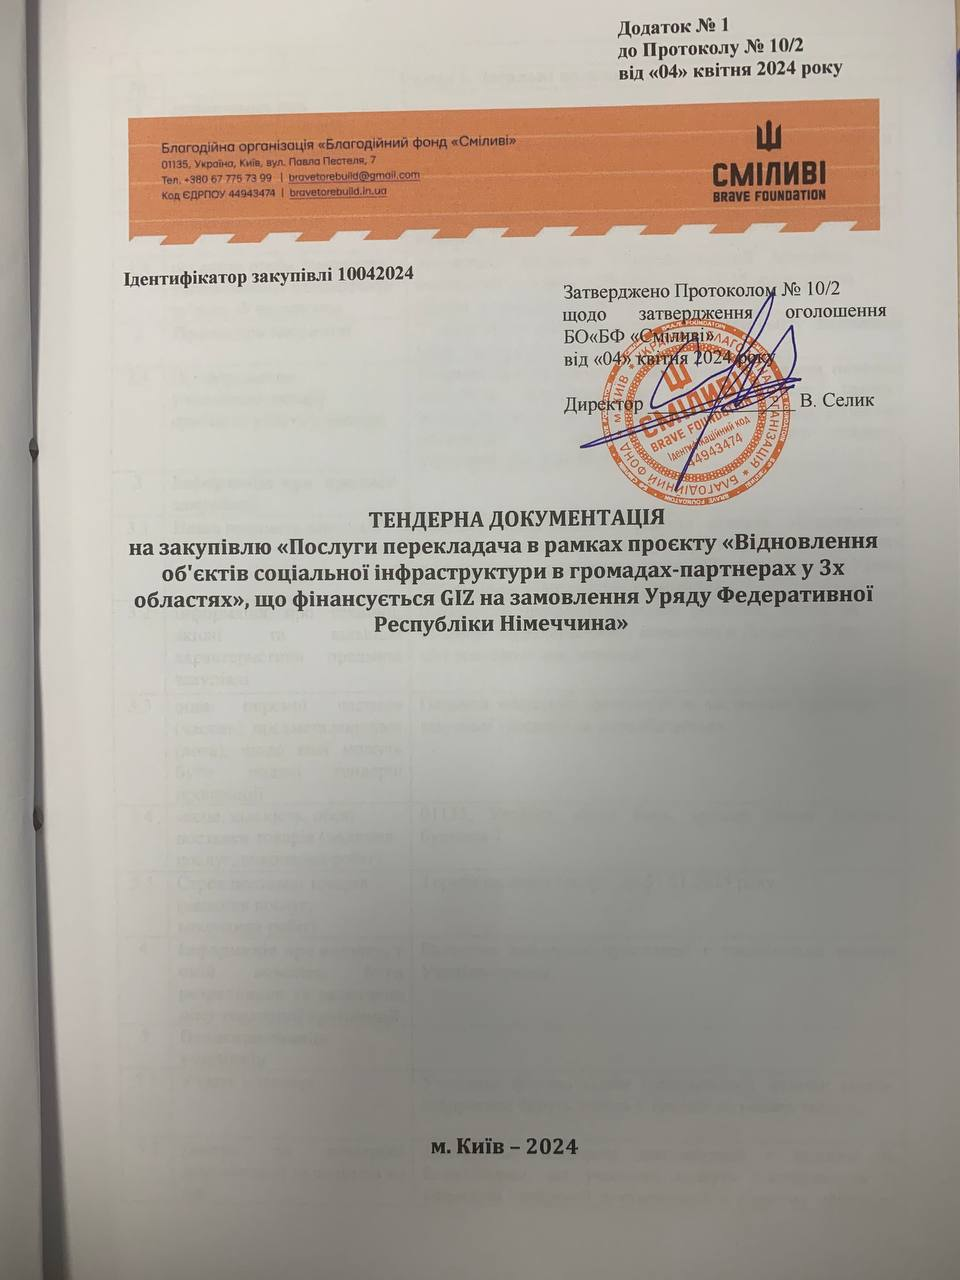 Додаток № 1
до Протоколу № 10/2
від «04» квітня 2024 року
Благодійна організація «Благодійний фонд «Сміливі»
01135, Україна, Київ, вул. Павла Пестеля, 7
Тел. +380 67 775 73 99 | bravetorebuild@gmail.com
Код ЄДРПОУ 44943474 | bravetorebuild.in.ua
СМІЛИВІ
BRAVE FOUNDATION
Ідентифікатор закупівлі 10042024
Затверджено Протоколом № 10/2
щодо затвердження оголошення
БО«БФ «Сміливі»
від «04» квітня 2024 року
Директор В. Селик
СМІЛИВІ
BRAVE FOUNDATION
Ідентифікаційний код
44943474
ТЕНДЕРНА ДОКУМЕНТАЦІЯ
на закупівлю «Послуги перекладача в рамках проєкту «Відновлення
об'єктів соціальної інфраструктури в громадах-партнерах у 3х
областях», що фінансується GIZ на замовлення Уряду Федеративної
Республіки Німеччина»
м. Київ – 2024